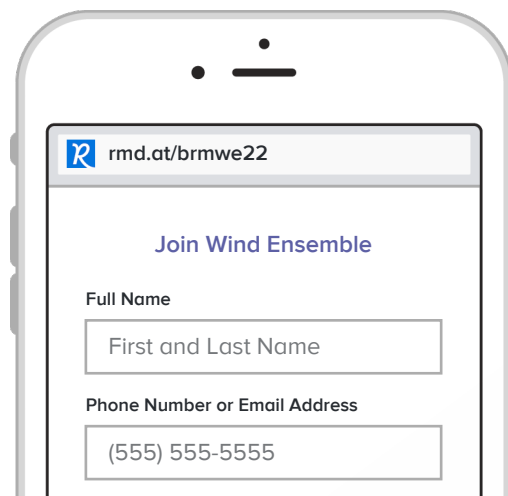 rmd.at/brmwe22
Join Wind Ensemble
Full Name
First and Last Name
Phone Number or Email Address
(555) 555-5555